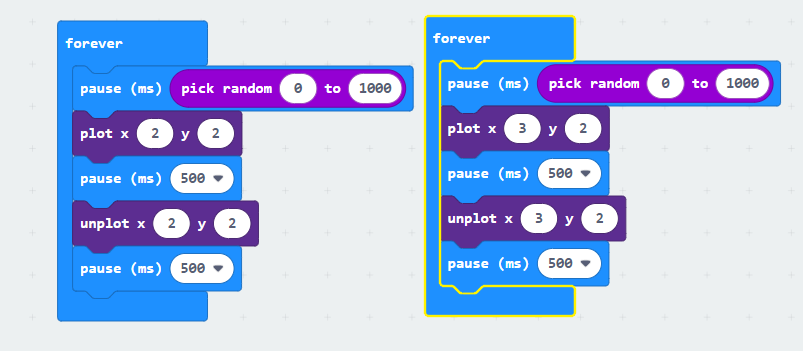 forever
pause (ms) pick random 0 to 1000
plot x 2 y 2
pause (ms) 500
unplot x 2 y 2
pause (ms) 500
forever
pause (ms) pick random 0 to 1000
plot x 3 y 2
pause (ms) 500
unplot x 3 y 2
pause (ms) 500